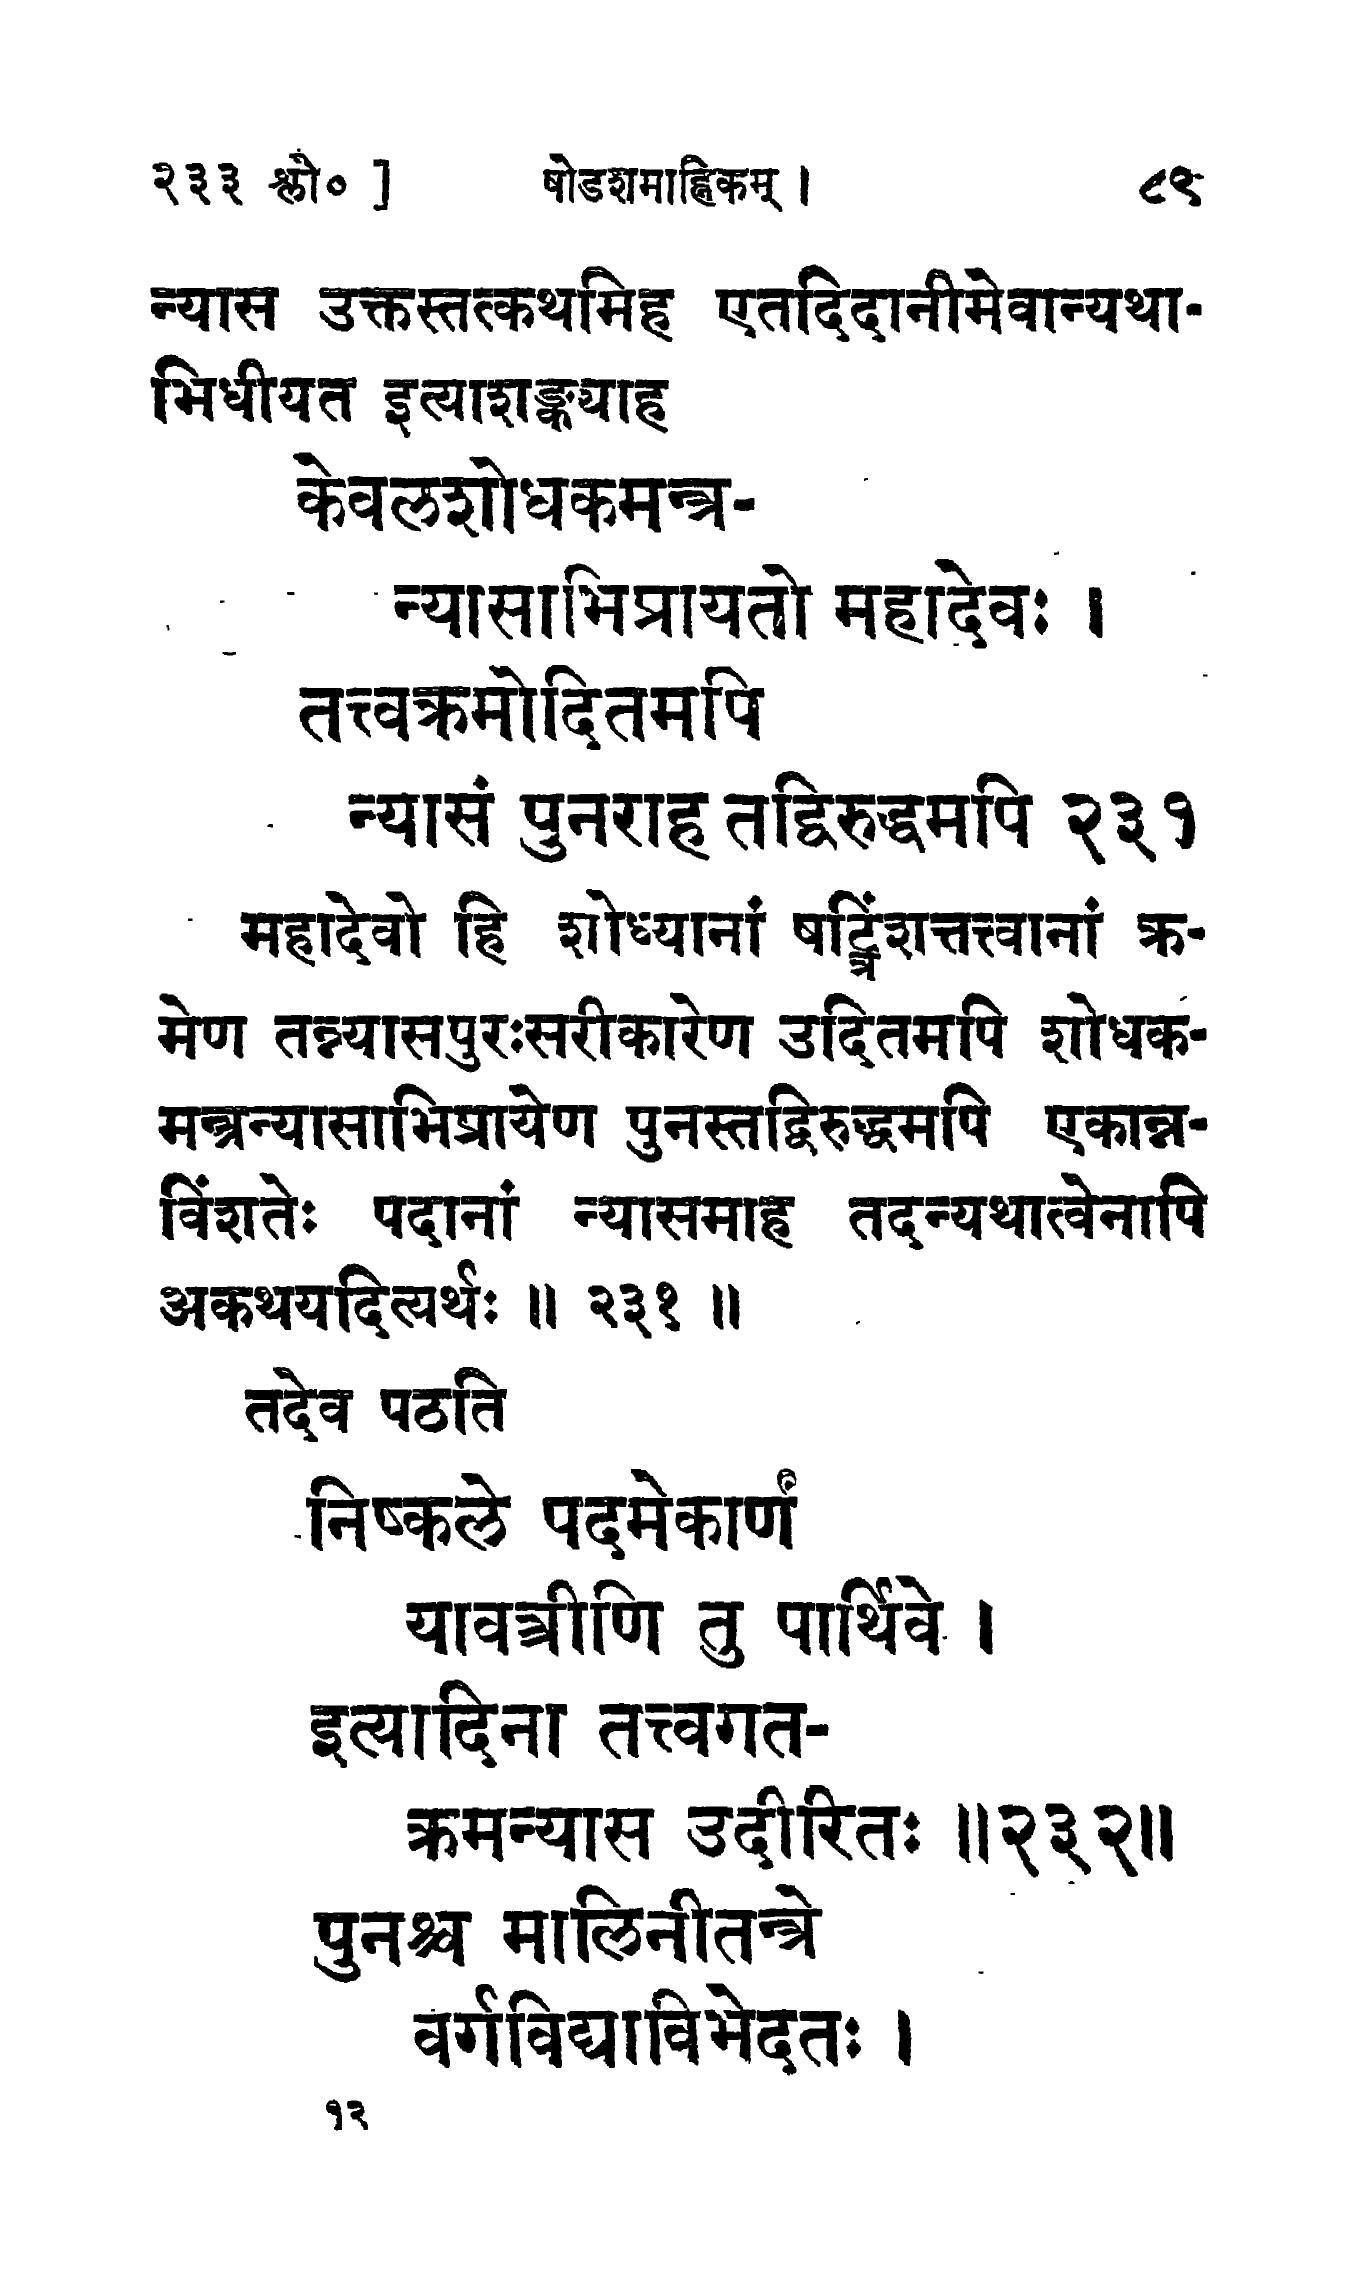 २३३ श्लो० ] षोडशमाह्निकम् । ८९
न्यास उक्तस्तत्कथमिह एतदिदानीमेवान्यथा-
भिधीयत इत्याशङ्क्याह
केवलशोधकमन्त्र-
न्यासाभिप्रायतो महादेवः ।
तत्त्वक्रमोदितमपि
न्यासं पुनराह तद्विरुद्धमपि २३१
महादेवो हि शोध्यानां षट्त्रिंशत्तत्त्वानां क्र-
मेण तन्न्यासपुरःसरीकारेण उदितमपि शोधक-
मन्त्रन्यासाभिप्रायेण पुनस्तद्विरुद्धमपि एकान्न-
विंशतेः पदानां न्यासमाह तदन्यथात्वेनापि
अकथयदित्यर्थः ॥ २३१ ॥
तदेव पठति
निष्कले पदमेकार्णं
यावत्त्रीणि तु पार्थिवे ।
इत्यादिना तत्त्वगत-
क्रमन्यास उदीरितः ॥२३२॥
पुनश्च मालिनीतन्त्रे
वर्गविद्याविभेदतः ।
१२